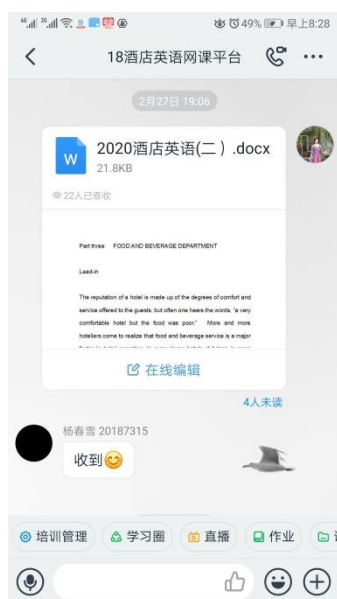 49% 早上8:28
18酒店英语网课平台
2月27日 19:06
W
2020酒店英语(二）.docx
21.8KB
22人已查收
Part three FOOD AND BEVERAGE DEPARTMENT
Lead-in
The reputation of a hotel is made up of the degrees of comfort and
service offered to the guests; but often one hears the words, "a very
comfortable hotel but the food was poor." More and more
hoteliers come to realize that food and beverage service is a major
在线编辑
4人未读
杨春雪 20187315
收到
培训管理
学习圈
直播
作业